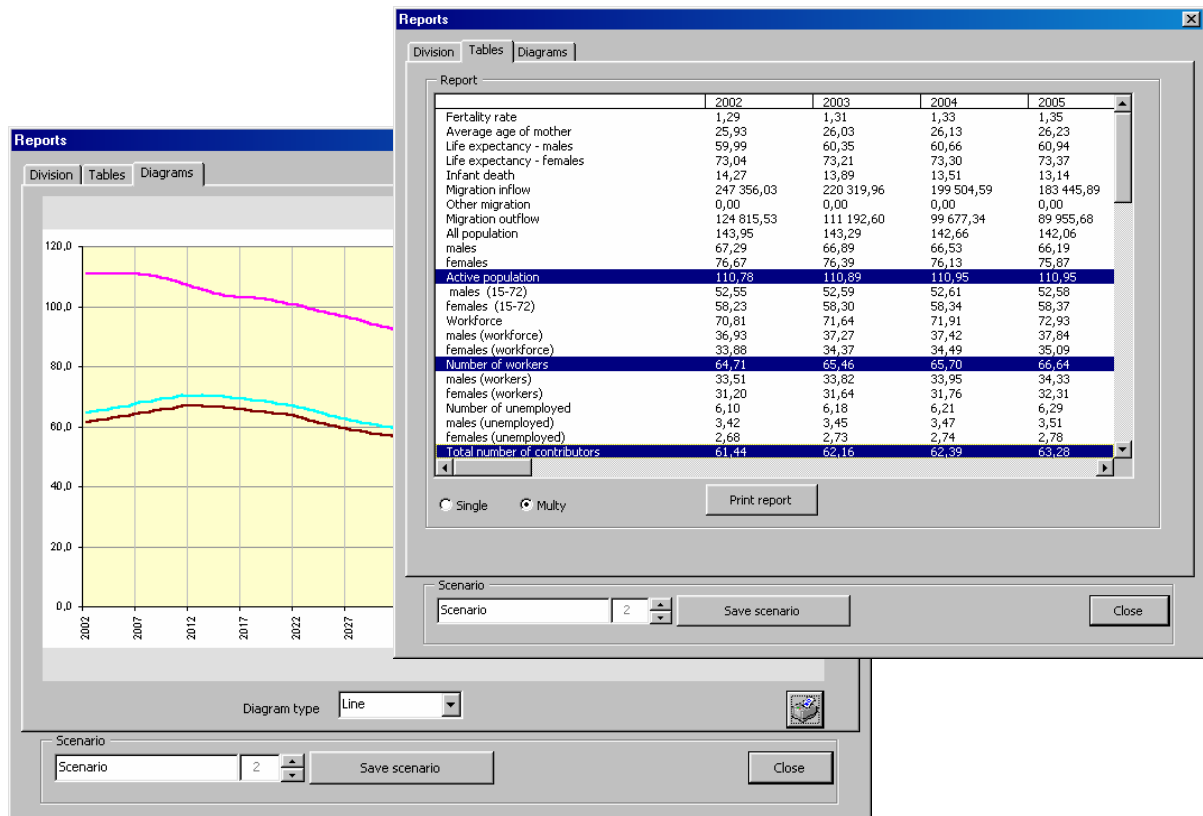 Reports
Division Tables Diagrams
Report
2002 2003 2004 2005
Fertality rate 1,29 1,31 1,33 1,35
Average age of mother 25,93 26,03 26,13 26,23
Life expectancy - males 59,99 60,35 60,66 60,94
Life expectancy - females 73,04 73,21 73,30 73,37
Infant death 14,27 13,89 13,51 13,14
Migration inflow 247 356,03 220 319,96 199 504,59 183 445,89
Other migration 0,00 0,00 0,00 0,00
Migration outflow 124 815,53 111 192,60 99 677,34 89 955,68
All population 143,95 143,29 142,66 142,06
males 67,29 66,89 66,53 66,19
females 76,67 76,39 76,13 75,87
Active population 110,78 110,89 110,95 110,95
males (15-72) 52,55 52,59 52,61 52,58
females (15-72) 58,23 58,30 58,34 58,37
Workforce 70,81 71,64 71,91 72,93
males (workforce) 36,93 37,27 37,42 37,84
females (workforce) 33,88 34,37 34,49 35,09
Number of workers 64,71 65,46 65,70 66,64
males (workers) 33,51 33,82 33,95 34,33
females (workers) 31,20 31,64 31,76 32,31
Number of unemployed 6,10 6,18 6,21 6,29
males (unemployed) 3,42 3,45 3,47 3,51
females (unemployed) 2,68 2,73 2,74 2,78
Total number of contributors 61,44 62,16 62,39 63,28
Single Multy Print report
Scenario
Scenario 2 Save scenario Close
Reports
Division Tables Diagrams
120,0
100,0
80,0
60,0
40,0
20,0
0,0
2002 2007 2012 2017 2022 2027
Diagram type Line
Scenario
Scenario 2 Save scenario Close